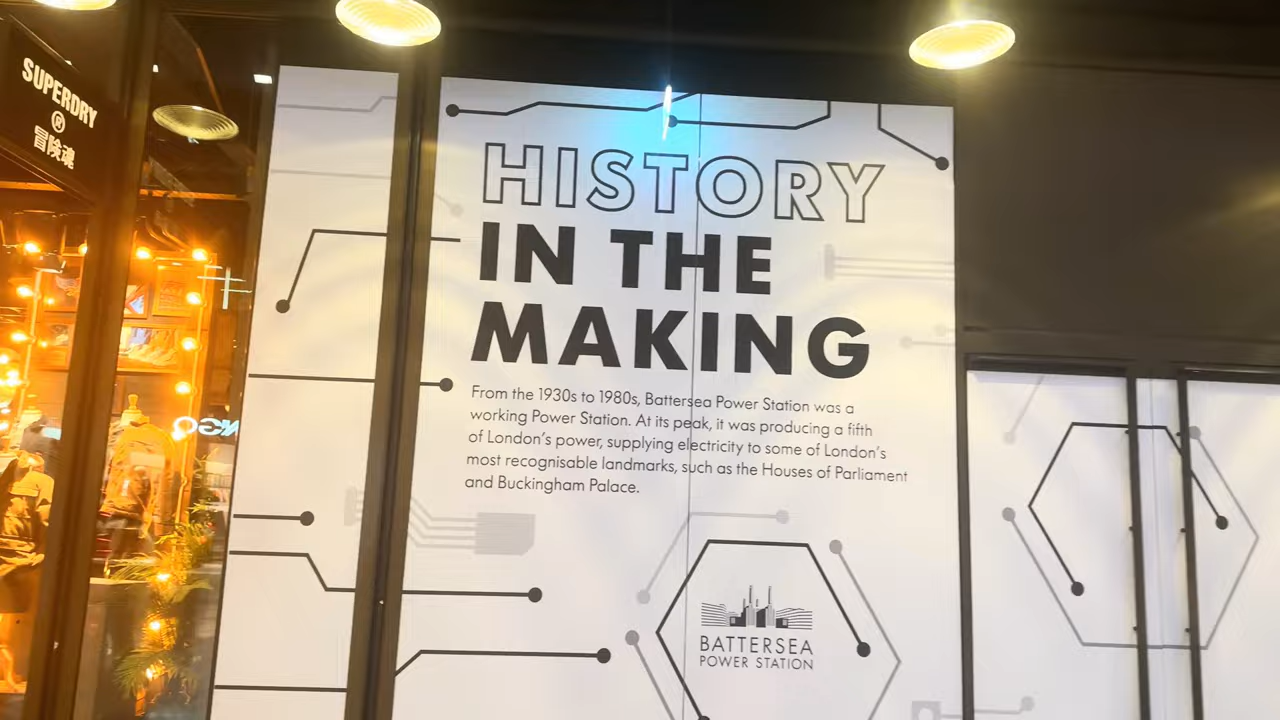 SUPERDRY
®
冒険魂
HISTORY
IN THE
MAKING
From the 1930s to 1980s, Battersea Power Station was a
working Power Station. At its peak, it was producing a fifth
of London's power, supplying electricity to some of London's
most recognisable landmarks, such as the Houses of Parliament
and Buckingham Palace.
BATTERSEA
POWER STATION